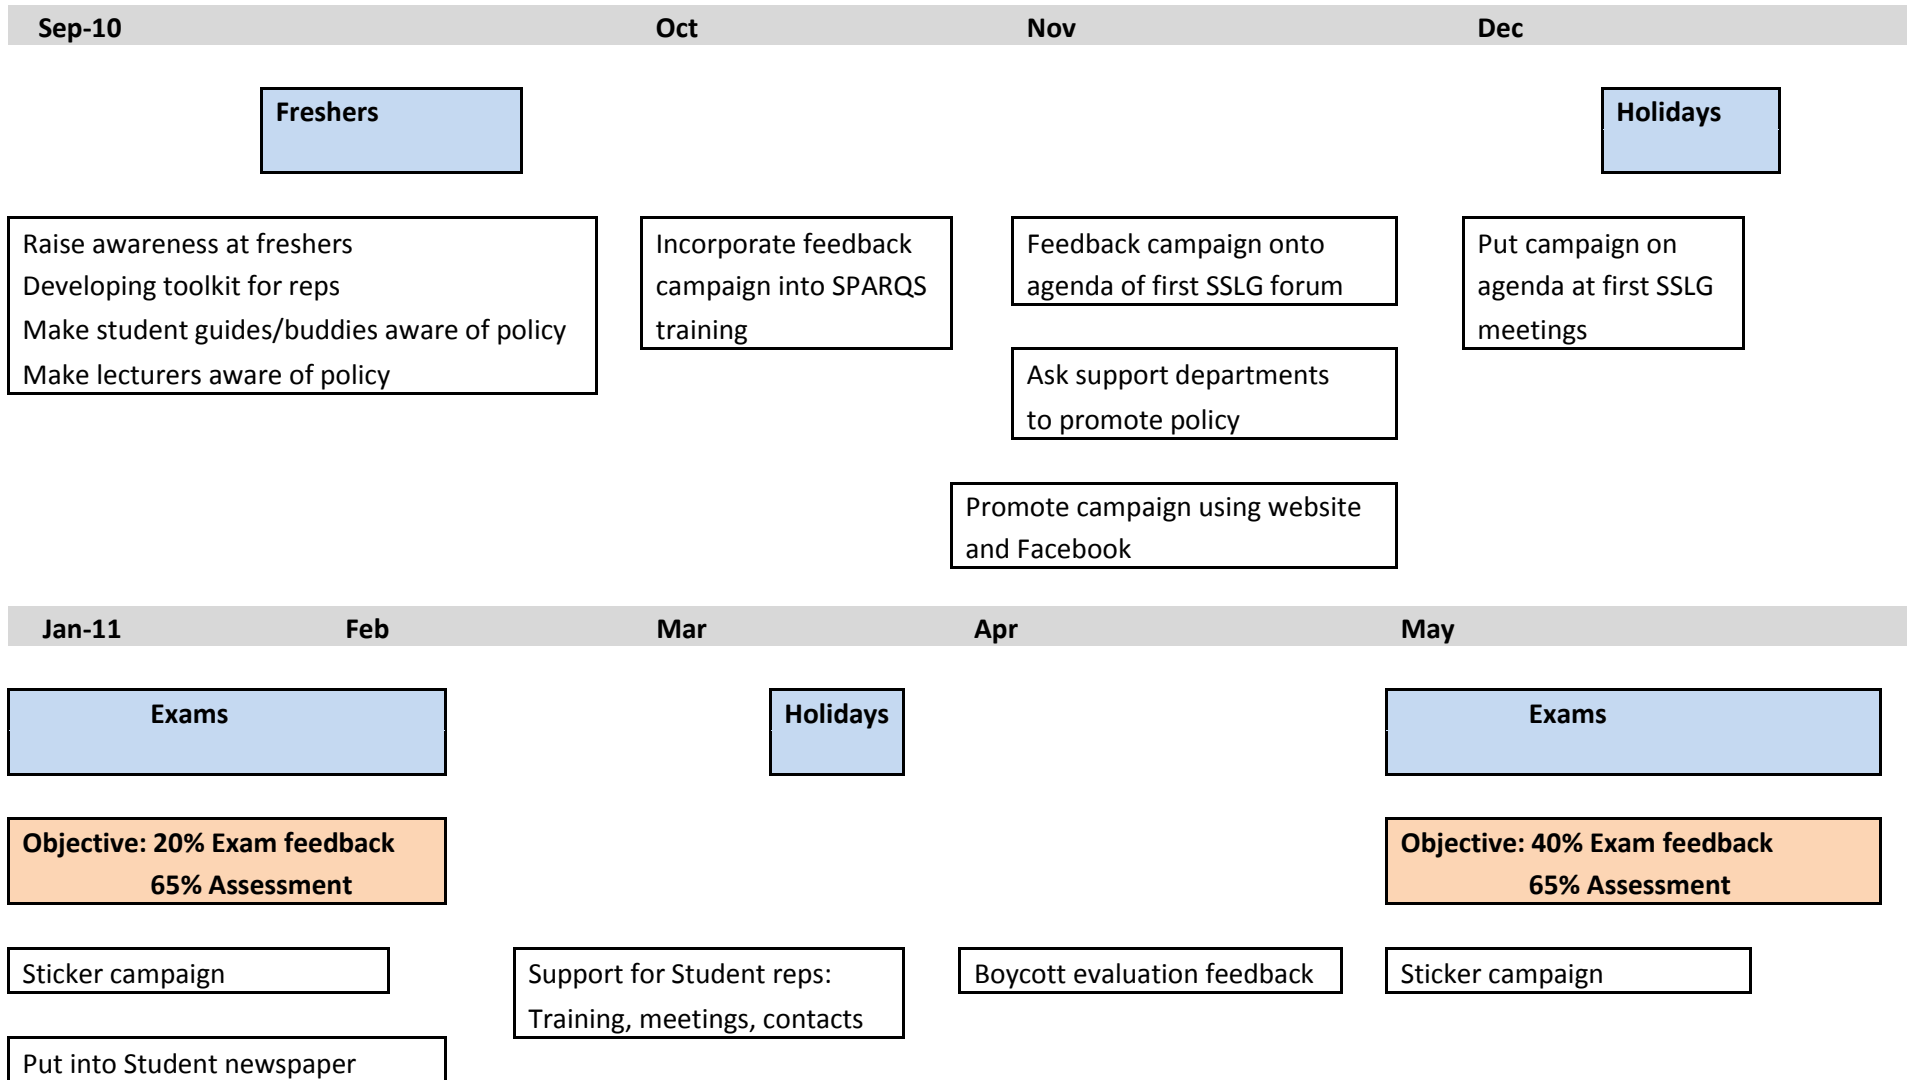 Sep-10 Oct Nov Dec
Freshers
Holidays
Raise awareness at freshers
Developing toolkit for reps
Make student guides/buddies aware of policy
Make lecturers aware of policy
Incorporate feedback
campaign into SPARQS
training
Feedback campaign onto
agenda of first SSLG forum
Ask support departments
to promote policy
Promote campaign using website
and Facebook
Put campaign on
agenda at first SSLG
meetings
Jan-11 Feb Mar Apr May
Exams
Holidays
Exams
Objective: 20% Exam feedback
65% Assessment
Objective: 40% Exam feedback
65% Assessment
Sticker campaign
Support for Student reps:
Training, meetings, contacts
Boycott evaluation feedback
Sticker campaign
Put into Student newspaper